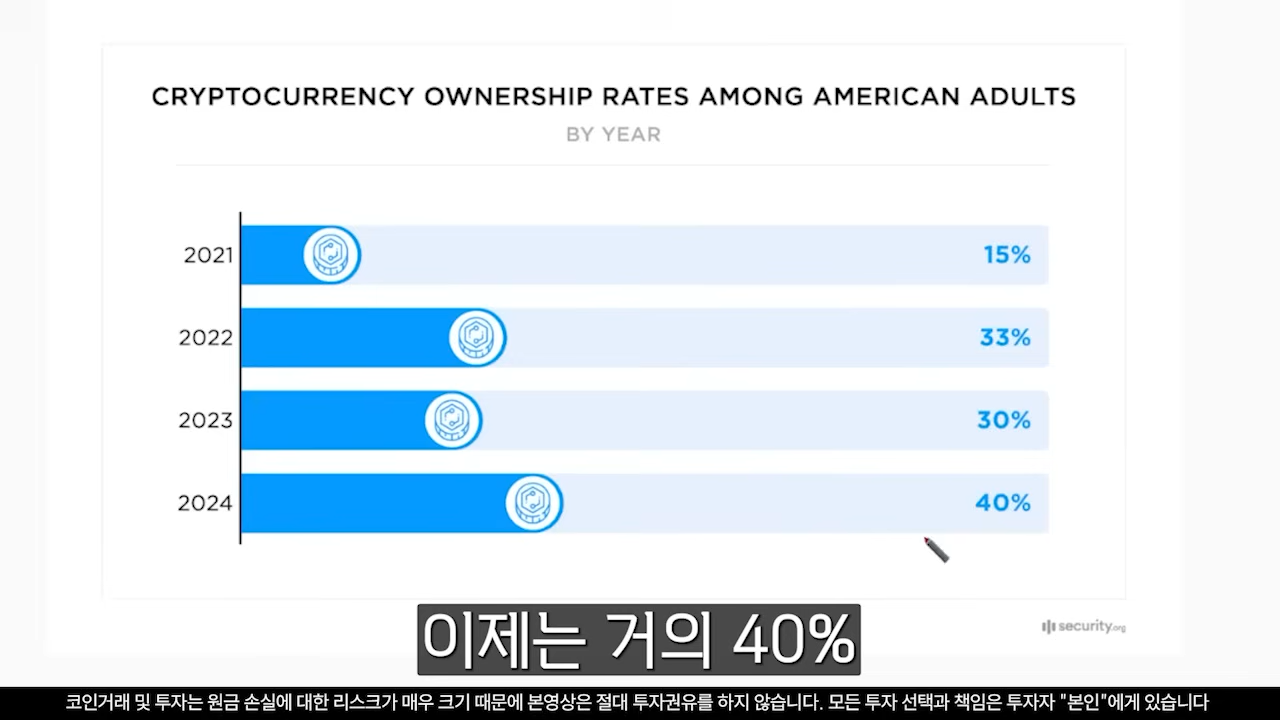 CRYPTOCURRENCY OWNERSHIP RATES AMONG AMERICAN ADULTS
BY YEAR
2021 15%
2022 33%
2023 30%
2024 40%
이제는 거의 40%
security.org
코인거래 및 투자는 원금 손실에 대한 리스크가 매우 크기 때문에 본영상은 절대 투자권유를 하지 않습니다. 모든 투자 선택과 책임은 투자자 "본인"에게 있습니다